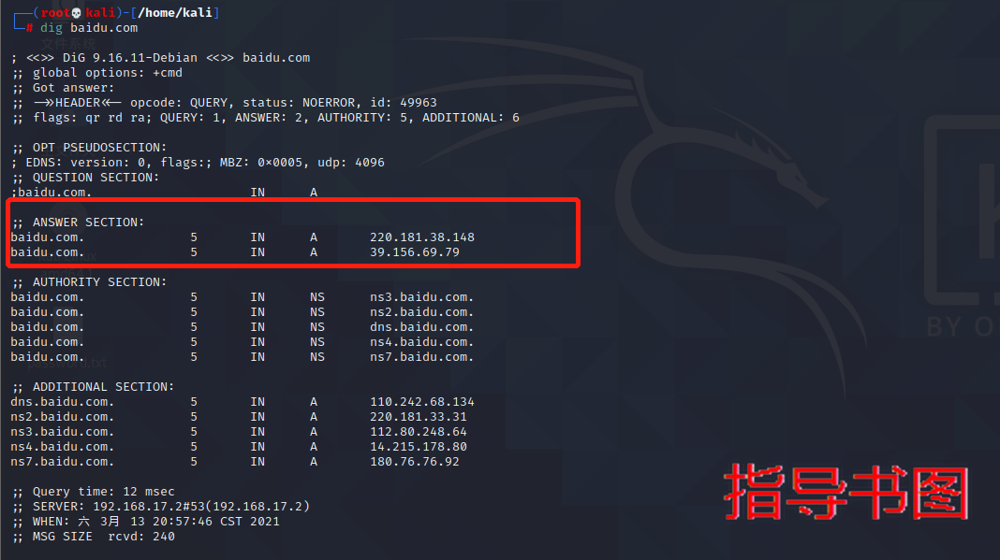 (root💀kali)-[/home/kali]
# dig baidu.com
文件系统
; <<>> DiG 9.16.11-Debian <<>> baidu.com
;; global options: +cmd
;; Got answer:
;; ->>HEADER<<- opcode: QUERY, status: NOERROR, id: 49963
;; flags: qr rd ra; QUERY: 1, ANSWER: 2, AUTHORITY: 5, ADDITIONAL: 6
;; OPT PSEUDOSECTION:
; EDNS: version: 0, flags:; MBZ: 0x0005, udp: 4096
;; QUESTION SECTION:
;baidu.com. IN A
;; ANSWER SECTION:
baidu.com. 5 IN A 220.181.38.148
baidu.com. 5 IN A 39.156.69.79
;; AUTHORITY SECTION:
baidu.com. 5 IN NS ns3.baidu.com.
baidu.com. 5 IN NS ns2.baidu.com.
baidu.com. 5 IN NS dns.baidu.com.
baidu.com. 5 IN NS ns4.baidu.com.
baidu.com. 5 IN NS ns7.baidu.com.
password.txt
;; ADDITIONAL SECTION:
dns.baidu.com. 5 IN A 110.242.68.134
ns2.baidu.com. 5 IN A 220.181.33.31
ns3.baidu.com. 5 IN A 112.80.248.64
ns4.baidu.com. 5 IN A 14.215.178.80
ns7.baidu.com. 5 IN A 180.76.76.92
;; Query time: 12 msec
;; SERVER: 192.168.17.2#53(192.168.17.2)
;; WHEN: 六 3月 13 20:57:46 CST 2021
;; MSG SIZE rcvd: 240
BY O
指导书图